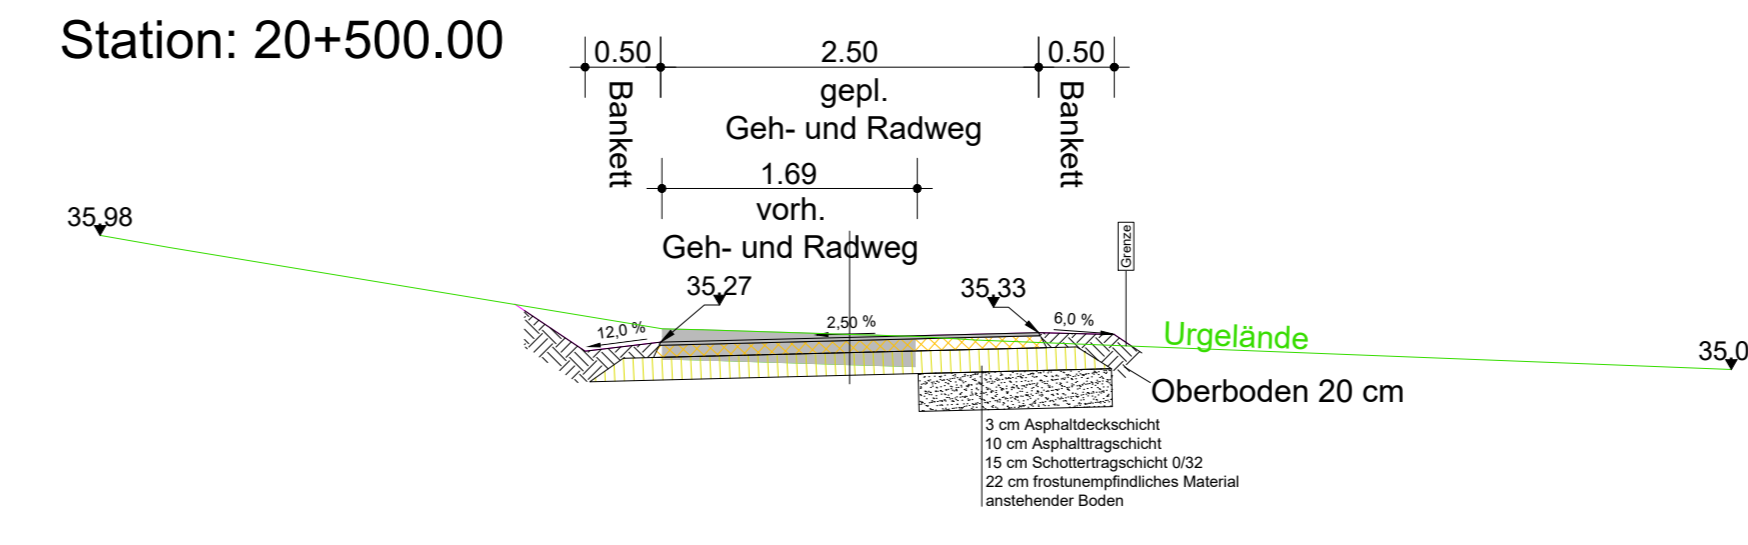 Station: 20+500.00
0.50
2.50
0.50
Bankett
gepl.
Geh- und Radweg
Bankett
1.69
vorh.
Geh- und Radweg
35.98
Grenze
35.27
35.33
12,0 %
2,50 %
6,0 %
Urgelände
35.0
Oberboden 20 cm
3 cm Asphaltdeckschicht
10 cm Asphalttragschicht
15 cm Schottertragschicht 0/32
22 cm frostunempfindliches Material
anstehender Boden